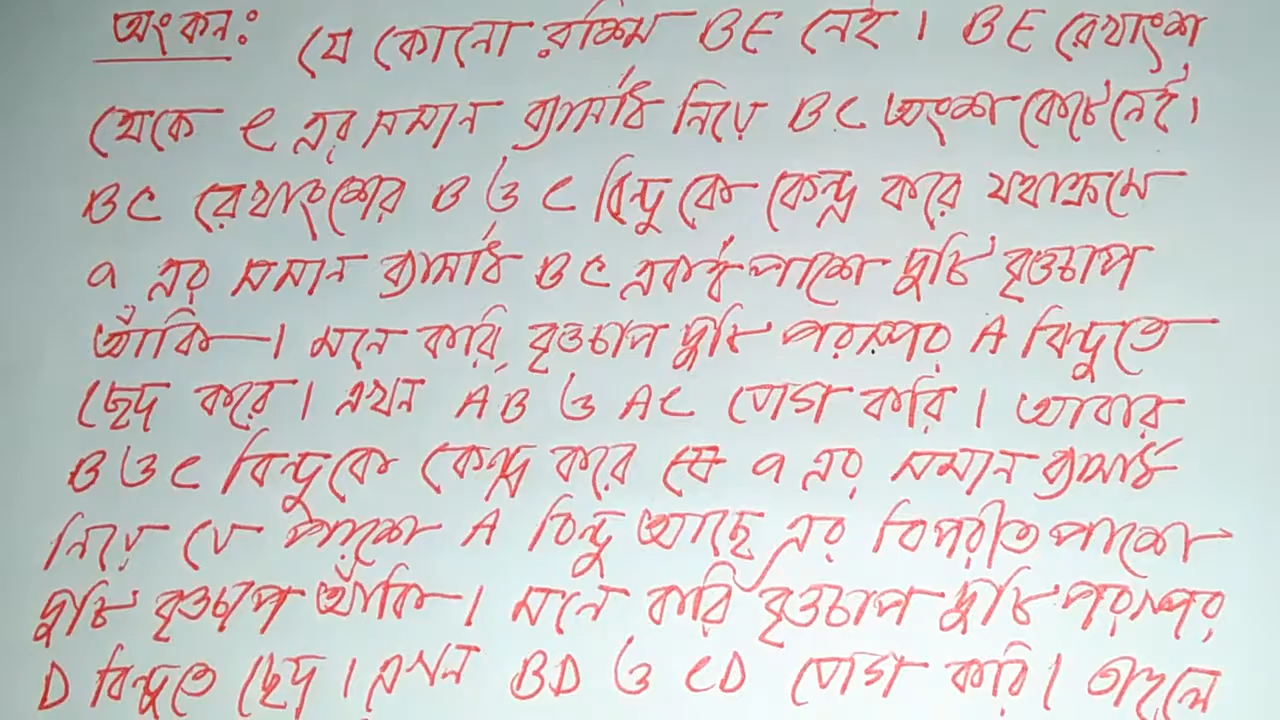 অংকন: যে কোনো রশ্মি BE নেই। BE রেখাংশ
থেকে c এর সমান ব্যাসার্ধ নিয়ে BC অংশ কেটে নেই।
BC রেখাংশের B ও C বিন্দুকে কেন্দ্র করে যথাক্রমে
a এর সমান ব্যাসার্ধ BC এর পাশে দুটি বৃত্তচাপ
আঁকি। মনে করি, বৃত্তচাপ দুটি পরস্পর A বিন্দুতে
ছেদ করে। এখন AB ও AC যোগ করি। আবার
B ও C বিন্দুকে কেন্দ্র করে a এর সমান ব্যাসার্ধ
নিয়ে যে পাশে A বিন্দু আছে এর বিপরীত পাশে
দুটি বৃত্তচাপ আঁকি। মনে করি বৃত্তচাপ দুটি পরস্পর
D বিন্দুতে ছেদ। এখন BD ও CD যোগ করি। তাহলে